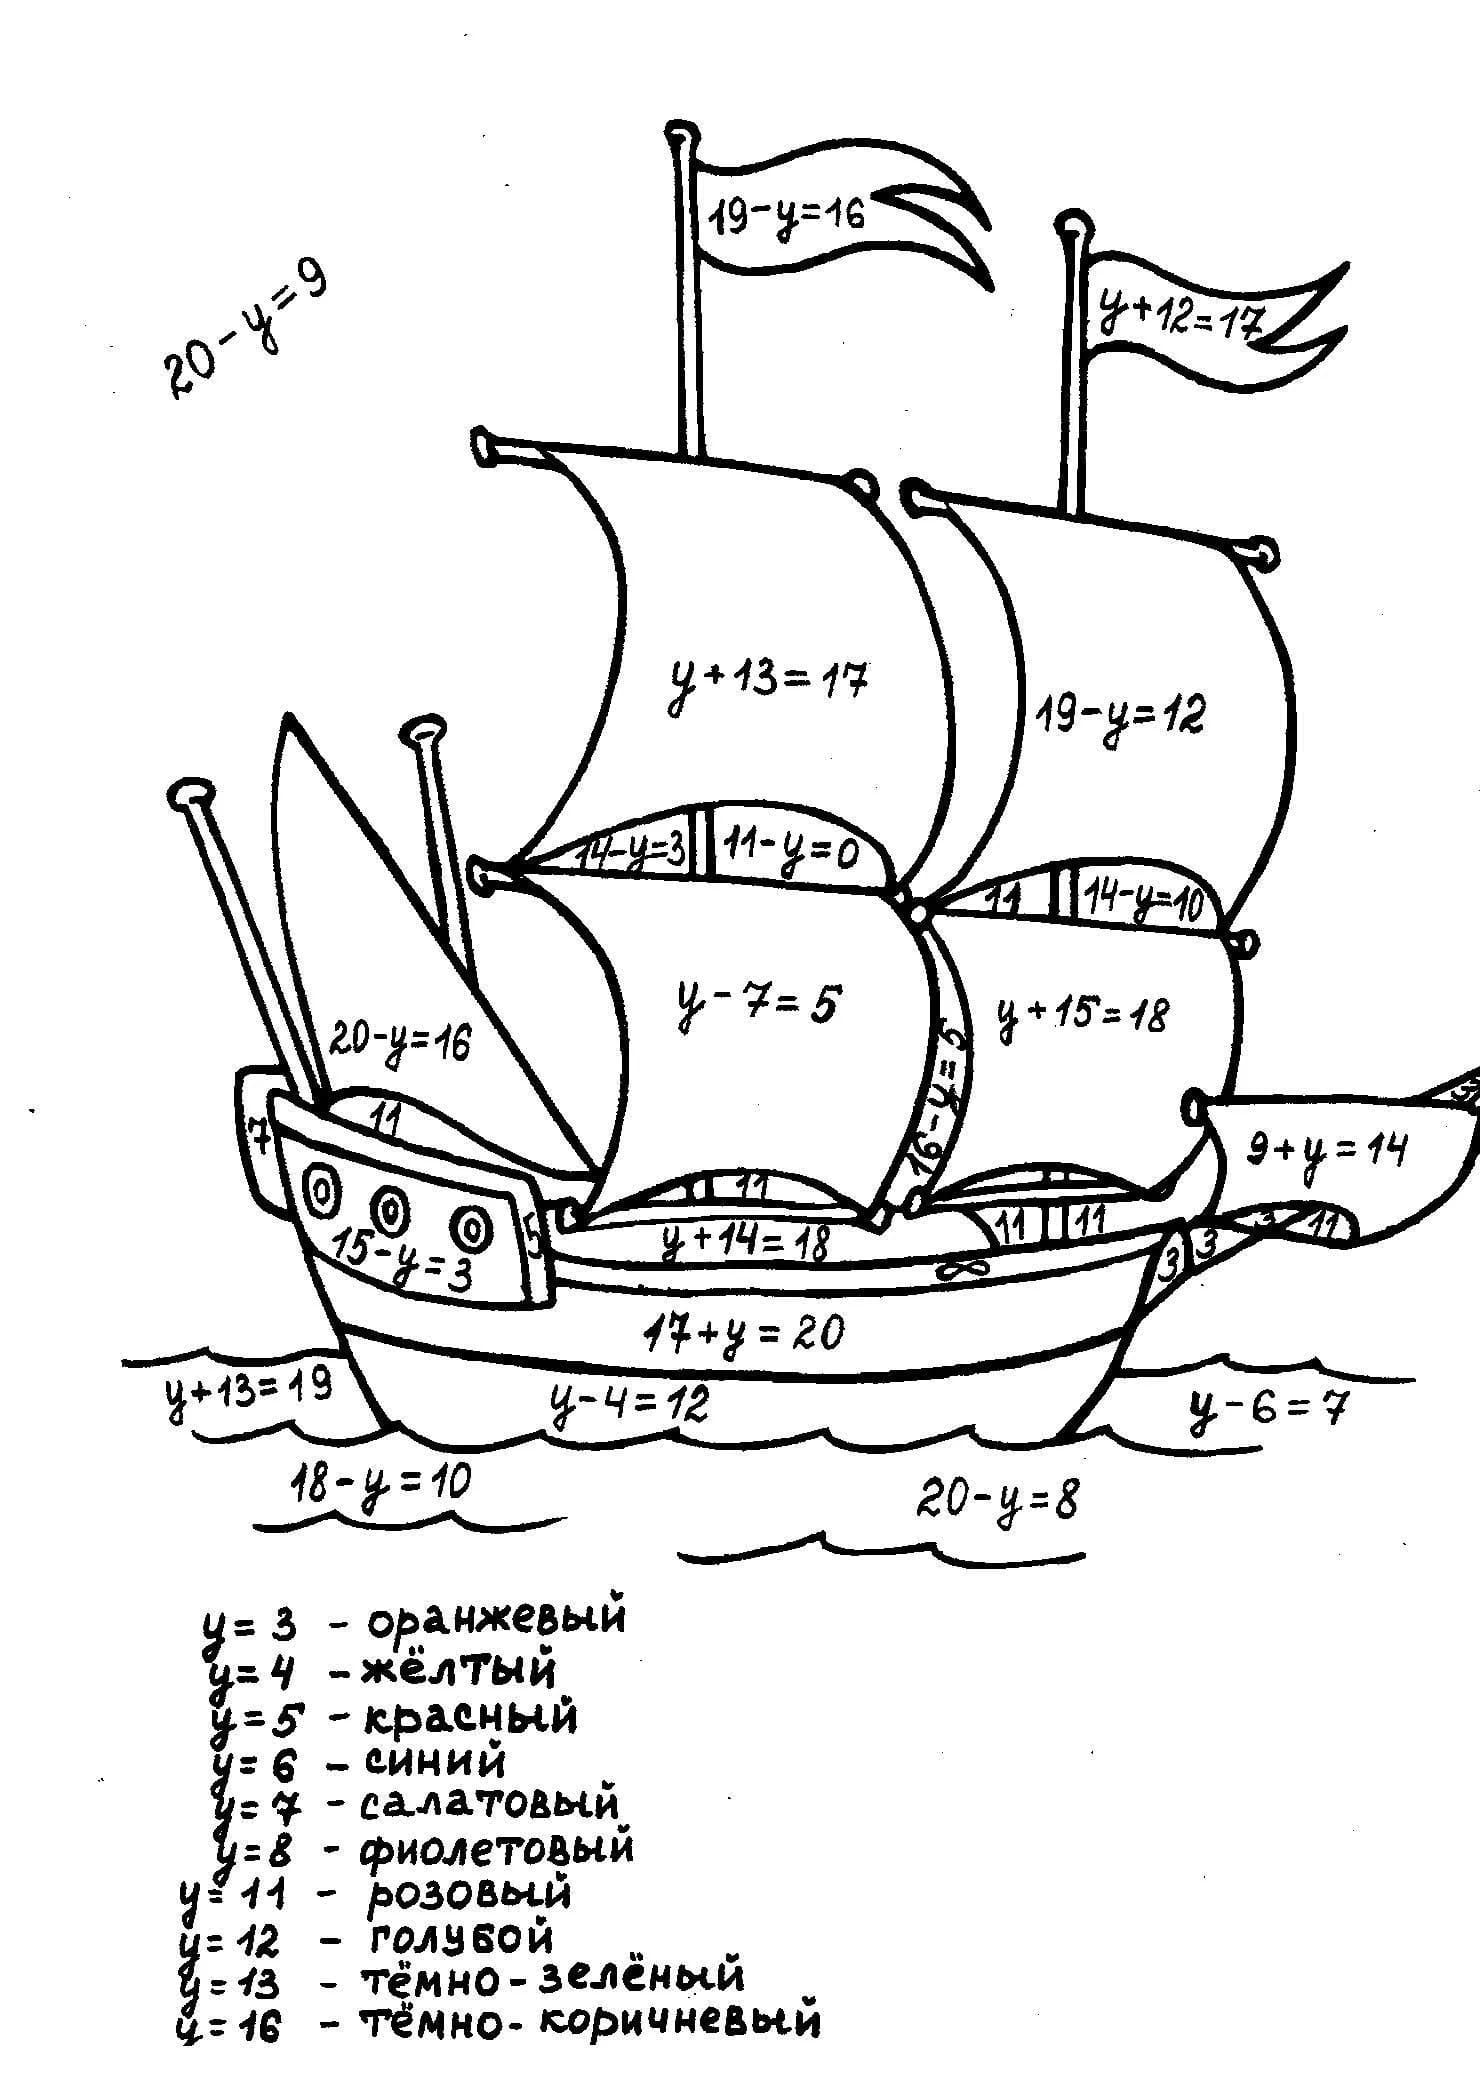 19-y=16
20-y=9
y+12=17
y+13=17
19-y=12
14-y=3
11-y=0
11
14-y=10
y-7=5
y+15=18
20-y=16
16-y=5
11
7
9+y=14
3
11
5
15-y=3
y+14=18
11
11
3
11
3
3
8
17+y=20
y+13=19
y-4=12
y-6=7
18-y=10
20-y=8
y=3 - оранжевый
y=4 - жёлтый
y=5 - красный
y=6 - синий
y=7 - салатовый
y=8 - фиолетовый
y=11 - розовый
y=12 - голубой
y=13 - тёмно-зелёный
y=16 - тёмно-коричневый